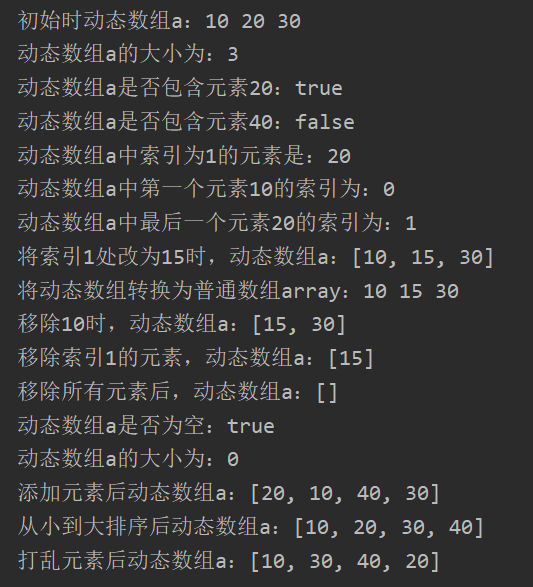 初始时动态数组a：10 20 30
动态数组a的大小为：3
动态数组a是否包含元素20：true
动态数组a是否包含元素40：false
动态数组a中索引为1的元素是：20
动态数组a中第一个元素10的索引为：0
动态数组a中最后一个元素20的索引为：1
将索引1处改为15时，动态数组a：[10, 15, 30]
将动态数组转换为普通数组array：10 15 30
移除10时，动态数组a：[15, 30]
移除索引1的元素，动态数组a：[15]
移除所有元素后，动态数组a：[]
动态数组a是否为空：true
动态数组a的大小为：0
添加元素后动态数组a：[20, 10, 40, 30]
从小到大排序后动态数组a：[10, 20, 30, 40]
打乱元素后动态数组a：[10, 30, 40, 20]